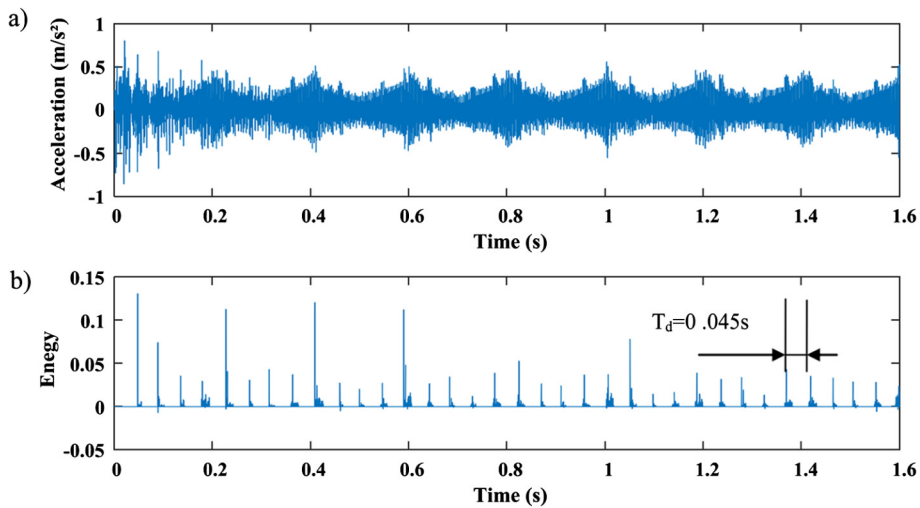 a)
Acceleration (m/s²)
1
0.5
0
-0.5
-1
0 0.2 0.4 0.6 0.8 1 1.2 1.4 1.6
Time (s)
b)
Enegy
0.15
0.1
0.05
0
-0.05
T_d=0 .045s
0 0.2 0.4 0.6 0.8 1 1.2 1.4 1.6
Time (s)